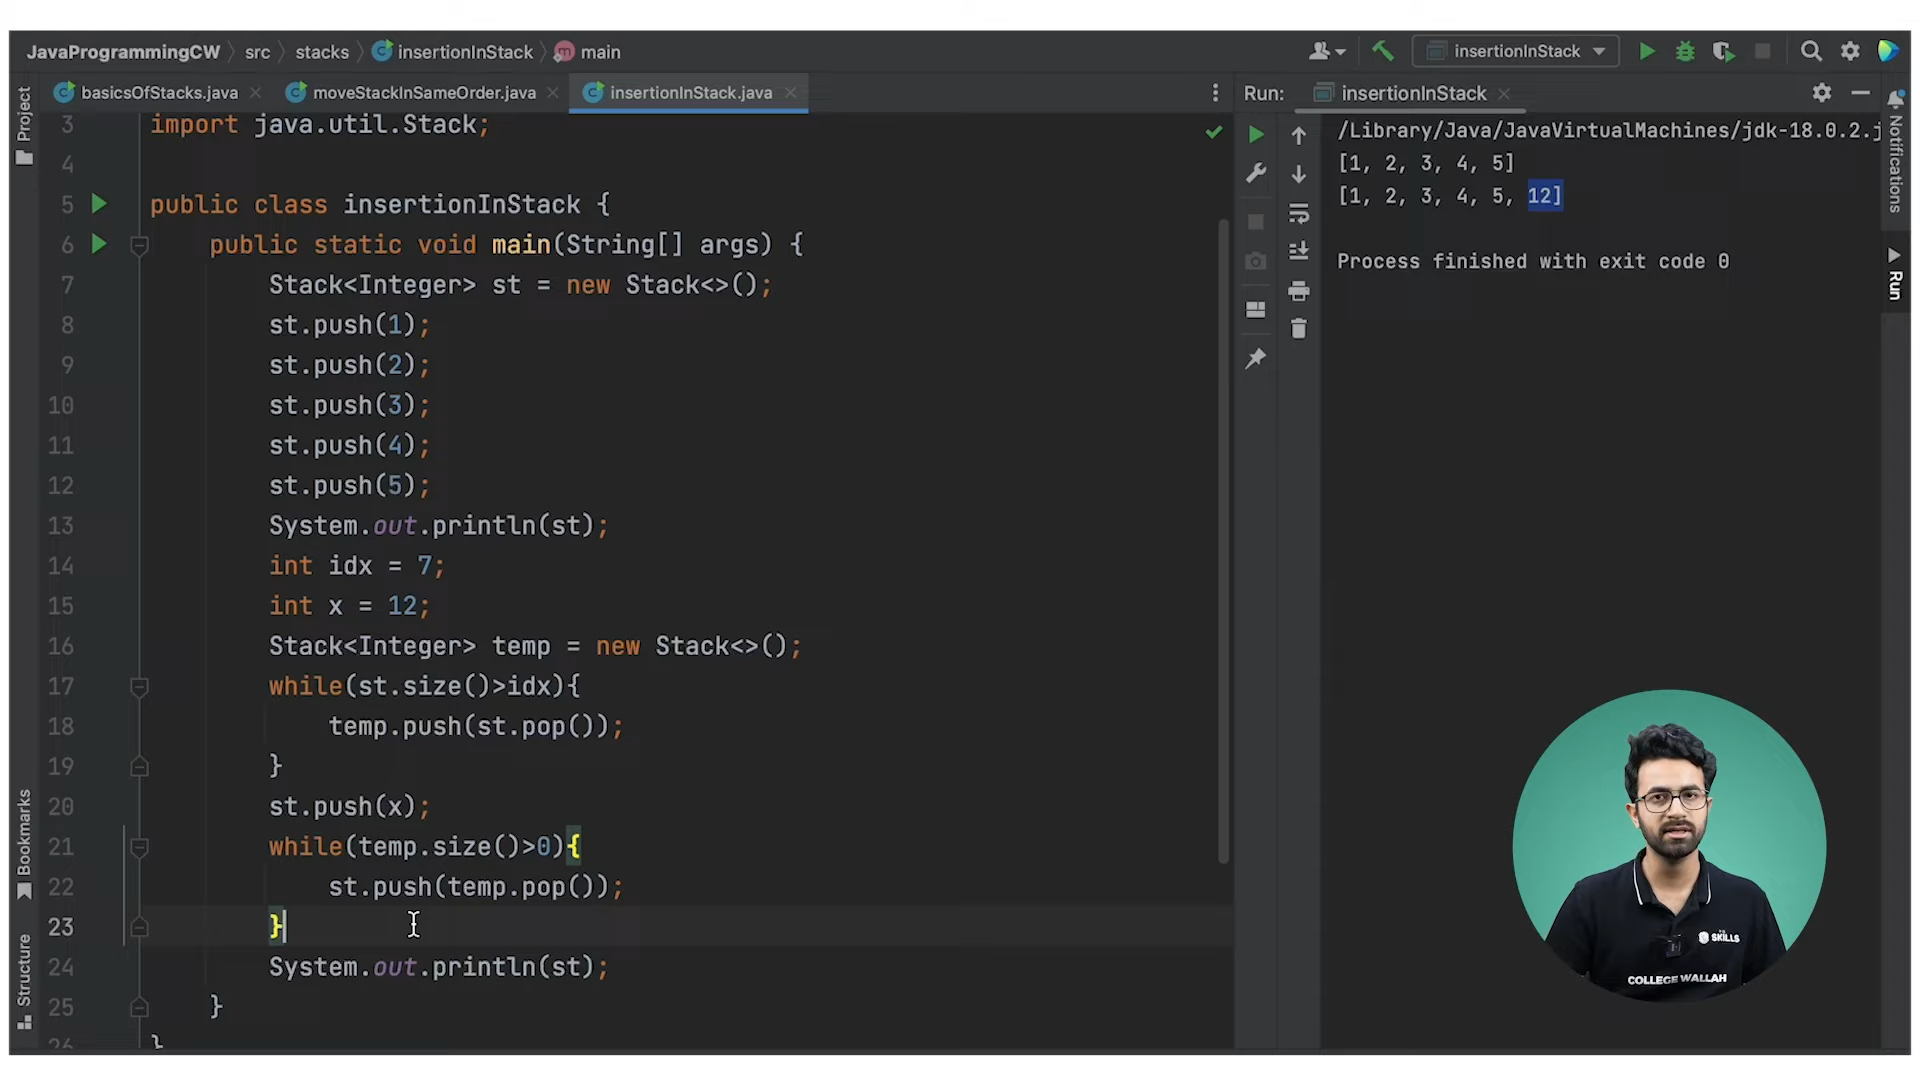 JavaProgrammingCW src stacks insertionInStack main
insertionInStack
basicsOfStacks.java moveStackInSameOrder.java insertionInStack.java
Run: insertionInStack
Project
Bookmarks
Structure
3 import java.util.Stack;
4
5 public class insertionInStack {
6 public static void main(String[] args) {
7 Stack<Integer> st = new Stack<>();
8 st.push(1);
9 st.push(2);
10 st.push(3);
11 st.push(4);
12 st.push(5);
13 System.out.println(st);
14 int idx = 7;
15 int x = 12;
16 Stack<Integer> temp = new Stack<>();
17 while(st.size()>idx){
18 temp.push(st.pop());
19 }
20 st.push(x);
21 while(temp.size()>0){
22 st.push(temp.pop());
23 }
24 System.out.println(st);
25 }
26 }
/Library/Java/JavaVirtualMachines/jdk-18.0.2.j
[1, 2, 3, 4, 5]
[1, 2, 3, 4, 5, 12]
Process finished with exit code 0
Notifications
Run
SKILLS
COLLEGE WALLAH